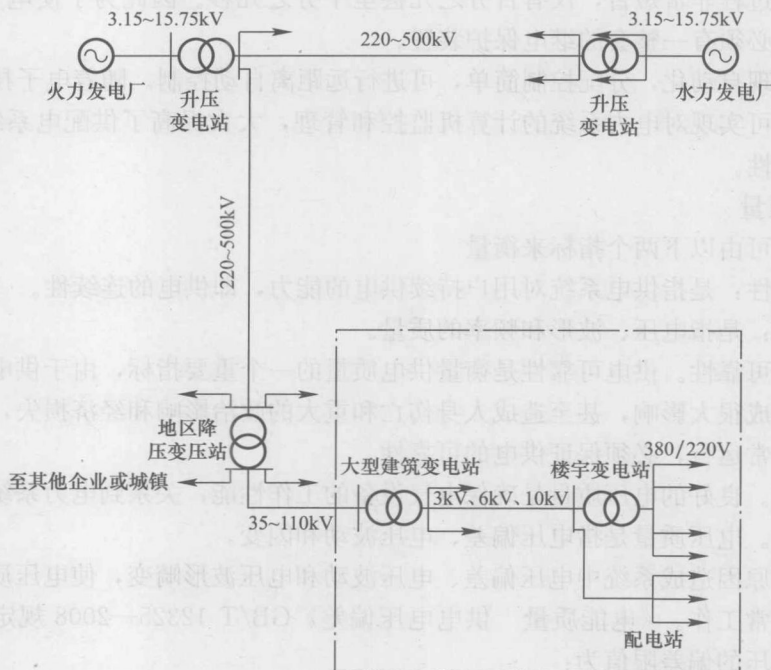 3.15~15.75kV
3.15~15.75kV
220~500kV
火力发电厂
升压
变电站
升压
变电站
水力发电厂
220~500kV
地区降
压变压站
至其他企业或城镇
35~110kV
大型建筑变电站
3kV、6kV、10kV
楼宇变电站
380/220V
配电站